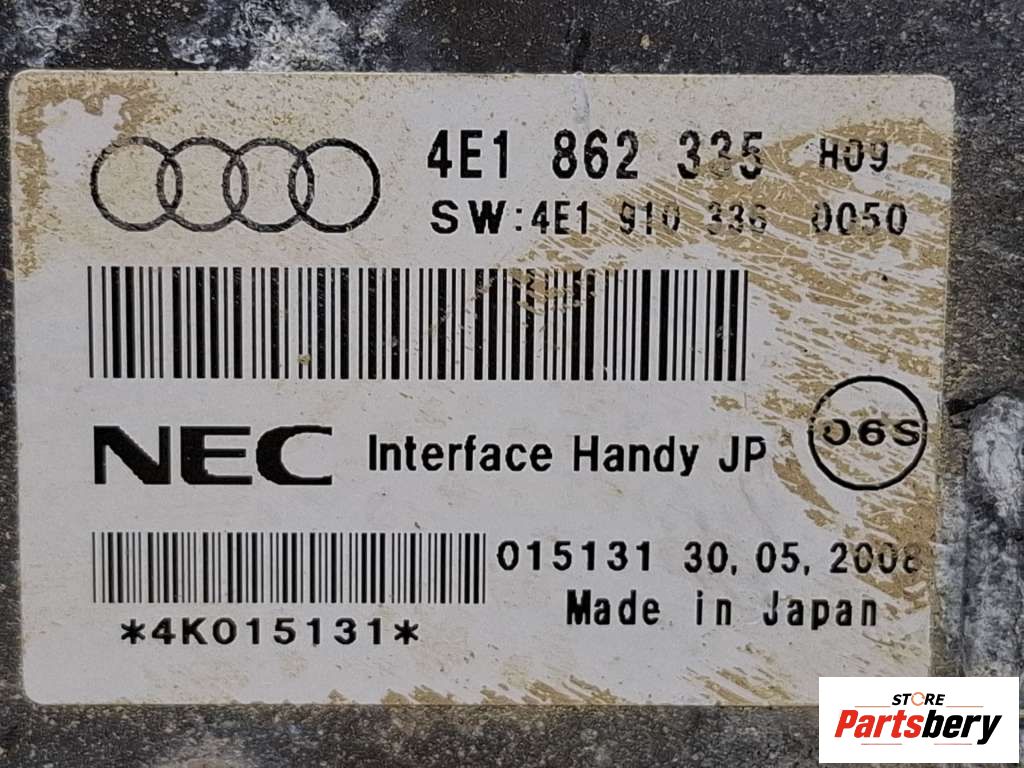 4E1 862 335 H09
SW:4E1 910 336 0050
NEC Interface Handy JP
06S
015131 30, 05, 2008
*4K015131*
Made in Japan
STORE
Partsbery